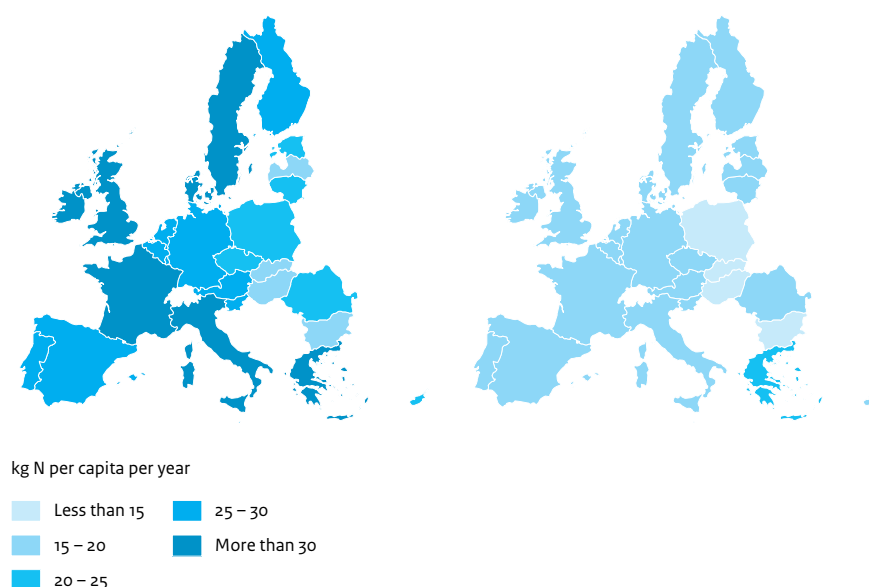 kg N per capita per year
Less than 15
15 – 20
20 – 25
25 – 30
More than 30